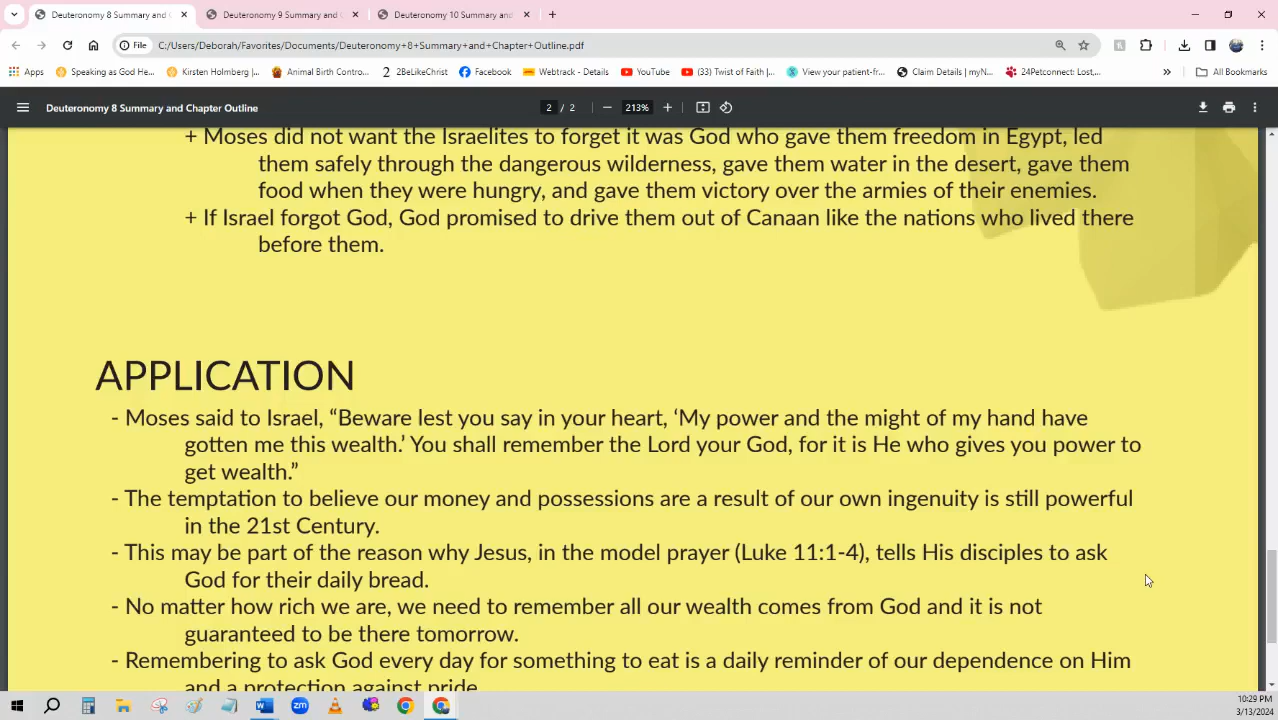 Deuteronomy 8 Summary and
Deuteronomy 9 Summary and
Deuteronomy 10 Summary and
File C:/Users/Deborah/Favorites/Documents/Deuteronomy+8+Summary+and+Chapter+Outline.pdf
Apps Speaking as God He... Kirsten Holmberg |... Animal Birth Contro... 2BeLikeChrist Facebook Webtrack - Details YouTube (33) Twist of Faith |... View your patient-fr... Claim Details | myN... 24Petconnect: Lost,... » All Bookmarks
Deuteronomy 8 Summary and Chapter Outline 2 / 2 213%
+ Moses did not want the Israelites to forget it was God who gave them freedom in Egypt, led
them safely through the dangerous wilderness, gave them water in the desert, gave them
food when they were hungry, and gave them victory over the armies of their enemies.
+ If Israel forgot God, God promised to drive them out of Canaan like the nations who lived there
before them.
APPLICATION
- Moses said to Israel, “Beware lest you say in your heart, ‘My power and the might of my hand have
gotten me this wealth.’ You shall remember the Lord your God, for it is He who gives you power to
get wealth.”
- The temptation to believe our money and possessions are a result of our own ingenuity is still powerful
in the 21st Century.
- This may be part of the reason why Jesus, in the model prayer (Luke 11:1-4), tells His disciples to ask
God for their daily bread.
- No matter how rich we are, we need to remember all our wealth comes from God and it is not
guaranteed to be there tomorrow.
- Remembering to ask God every day for something to eat is a daily reminder of our dependence on Him
and a protection against pride.
10:29 PM
3/13/2024